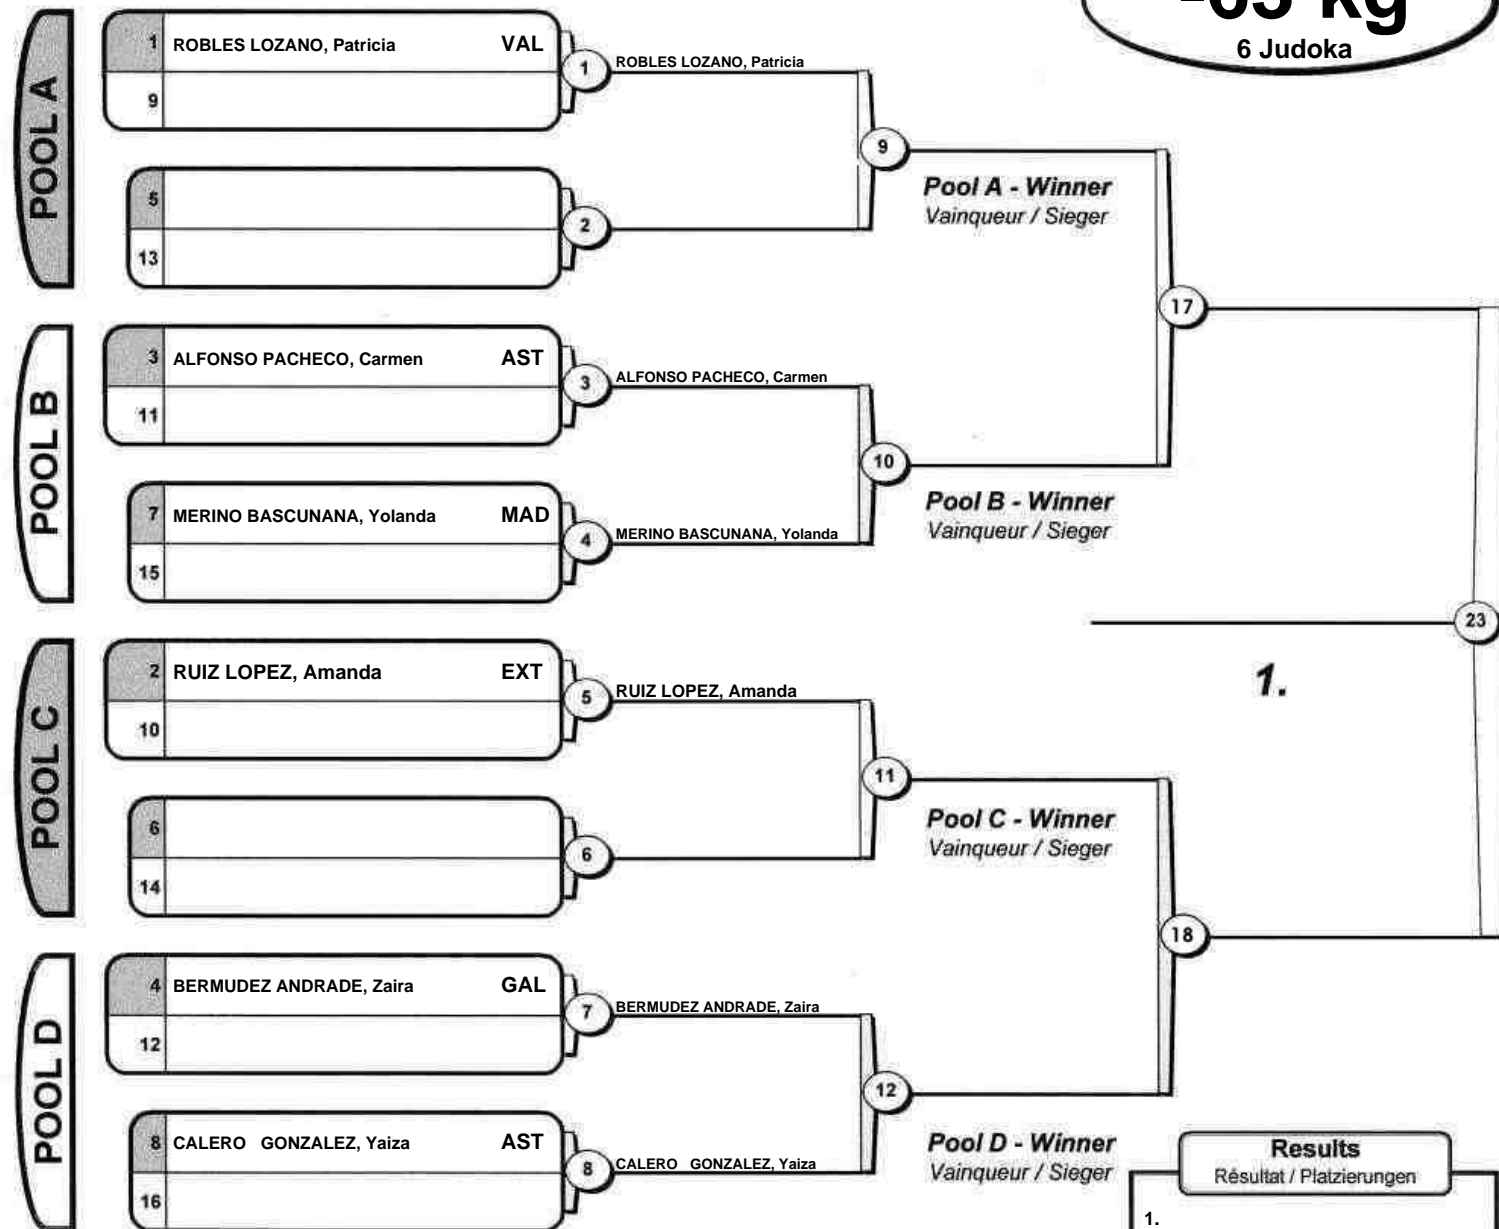 -63 kg
6 Judoka
POOL A
1 ROBLES LOZANO, Patricia VAL
9
1 ROBLES LOZANO, Patricia
5
13
2
9
Pool A - Winner
Vainqueur / Sieger
POOL B
3 ALFONSO PACHECO, Carmen AST
11
3 ALFONSO PACHECO, Carmen
7 MERINO BASCUNANA, Yolanda MAD
15
4 MERINO BASCUNANA, Yolanda
10
Pool B - Winner
Vainqueur / Sieger
17
POOL C
2 RUIZ LOPEZ, Amanda EXT
10
5 RUIZ LOPEZ, Amanda
6
14
6
11
Pool C - Winner
Vainqueur / Sieger
POOL D
4 BERMUDEZ ANDRADE, Zaira GAL
12
7 BERMUDEZ ANDRADE, Zaira
8 CALERO GONZALEZ, Yaiza AST
16
8 CALERO GONZALEZ, Yaiza
12
Pool D - Winner
Vainqueur / Sieger
18
23
1.
Results
Résultat / Platzierungen
1.